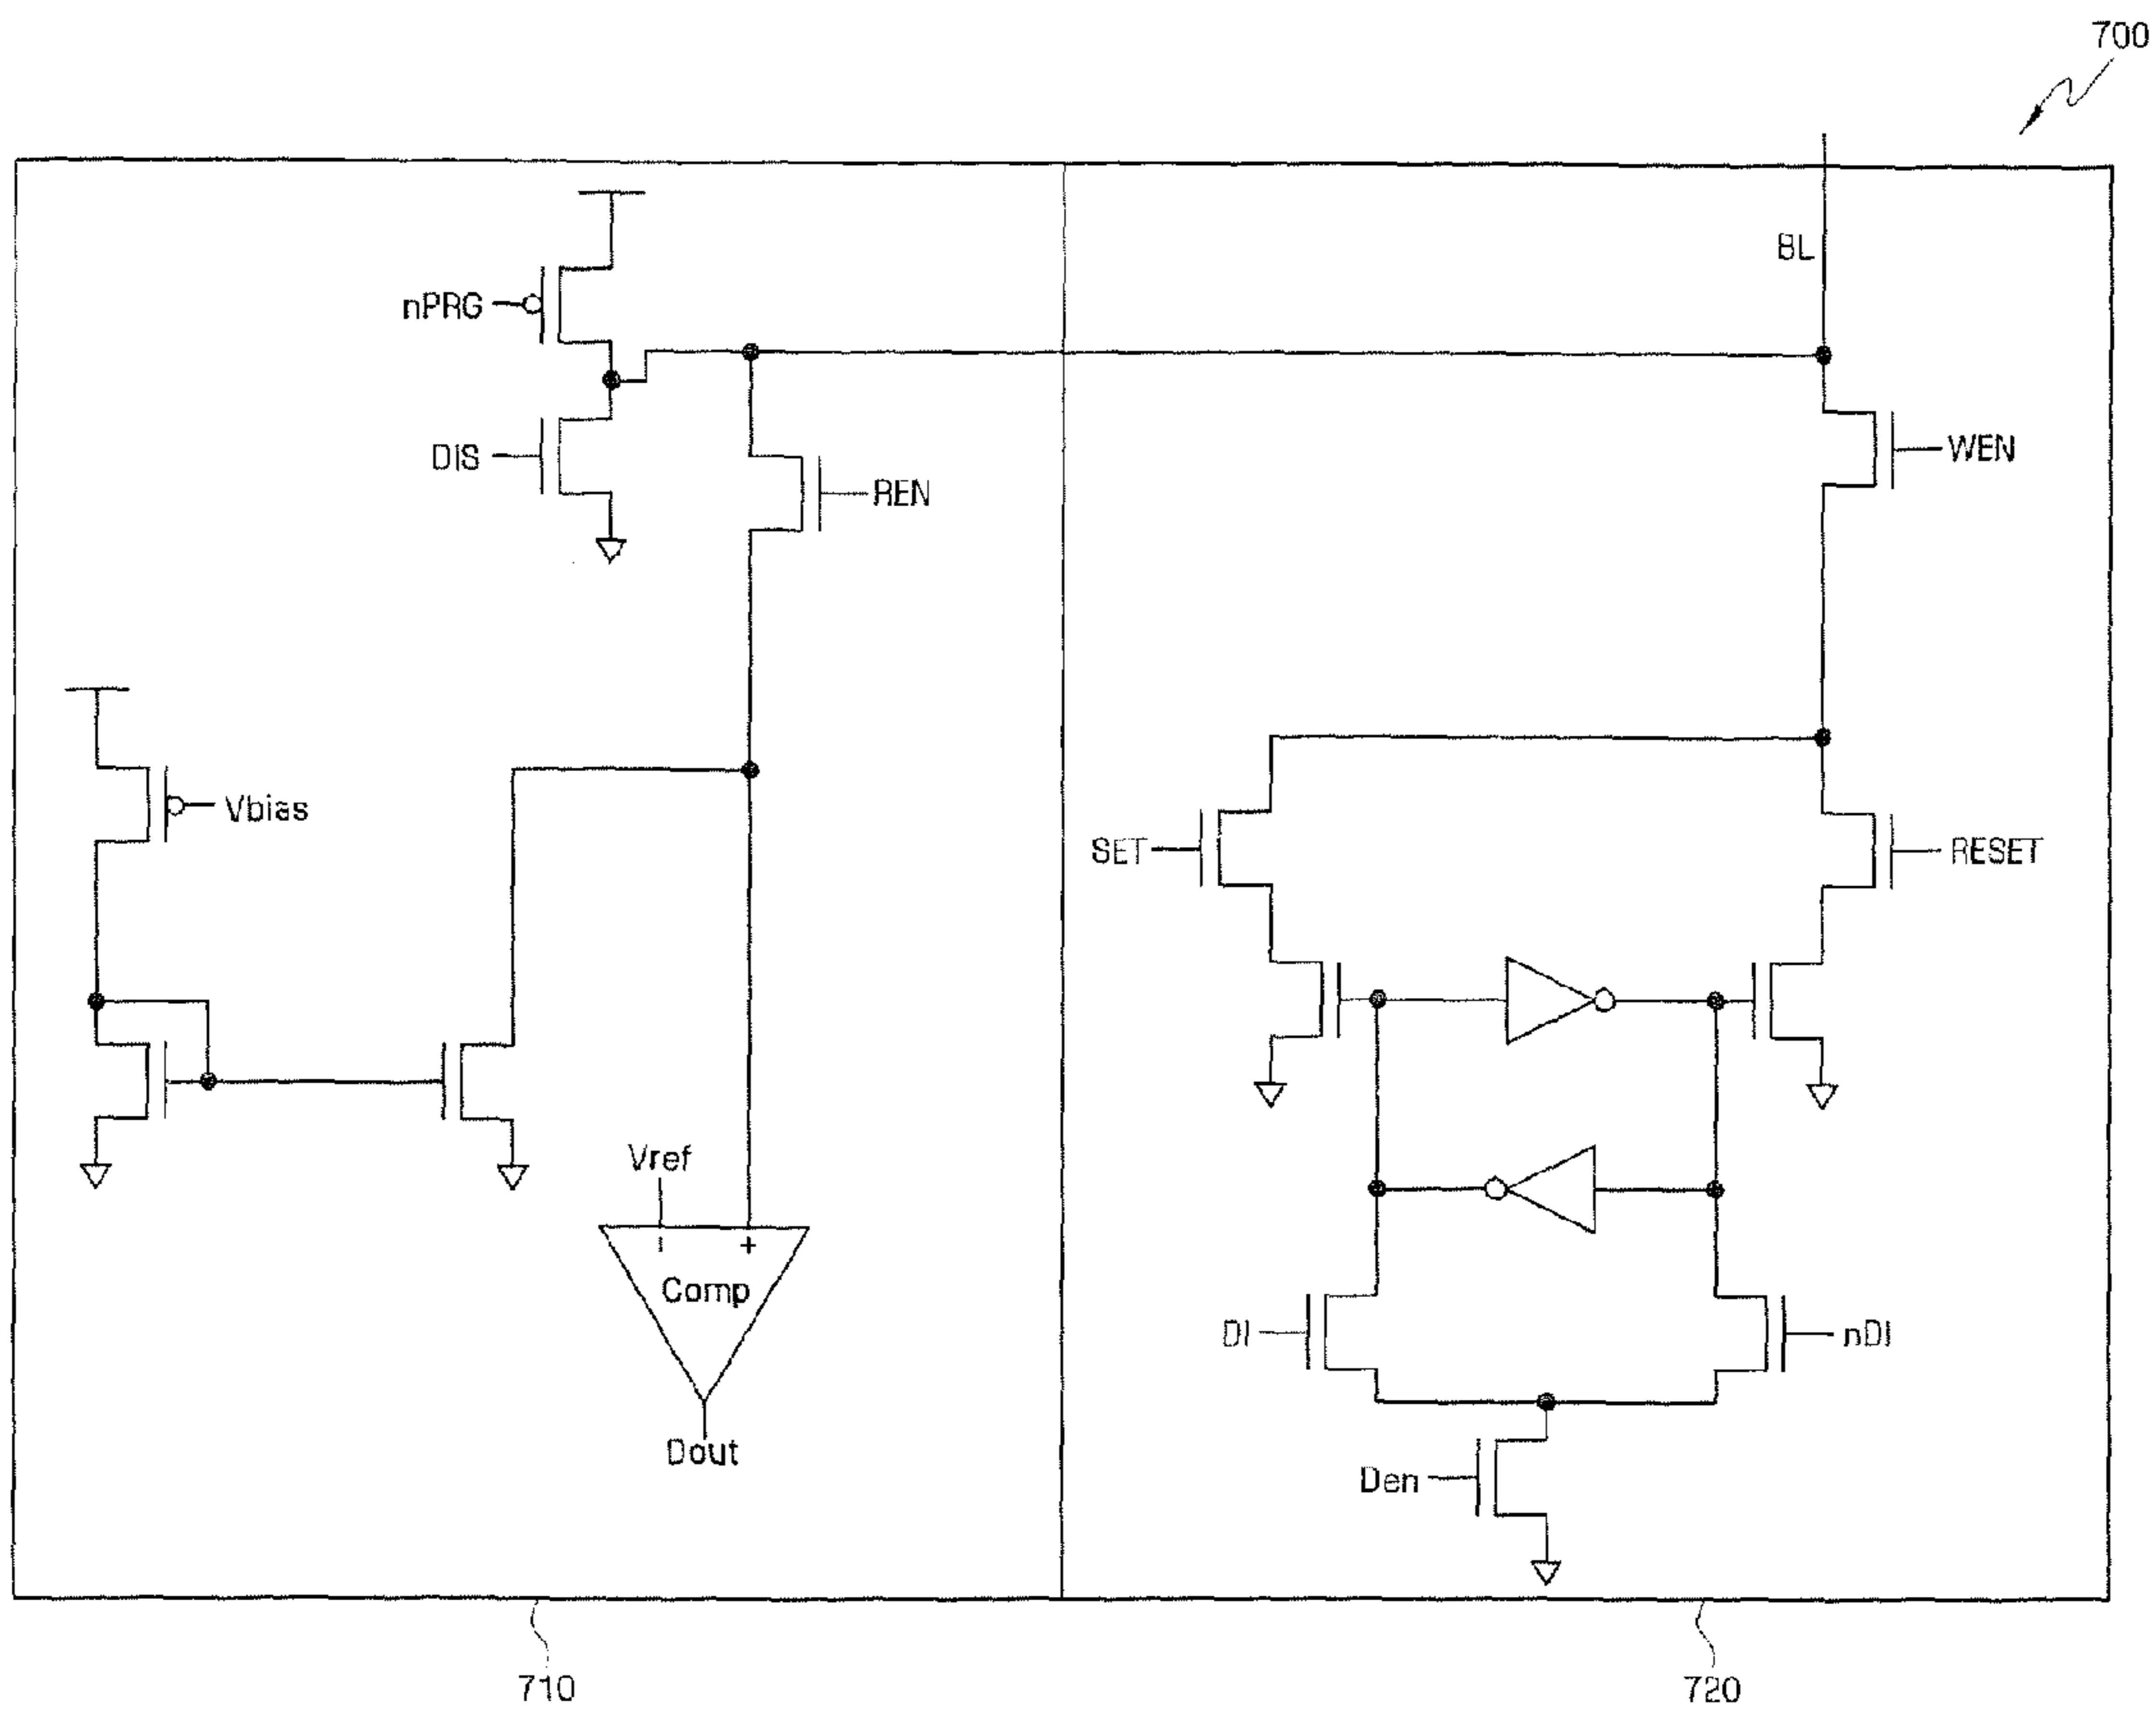 700
BL
nPRG
DIS
REN
WEN
Vbias
SET
RESET
Vref
- +
Comp
DI
nDI
Dout
Den
710
720